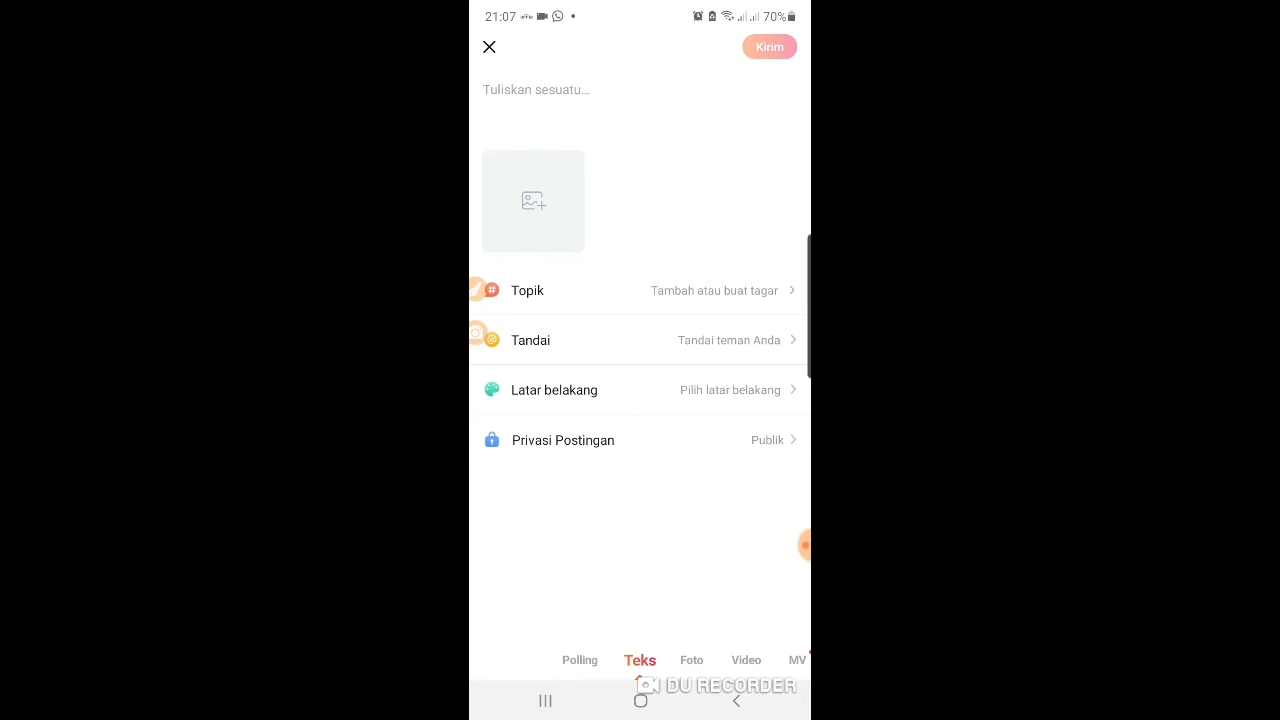 21:07
70%
Kirim
Tuliskan sesuatu...
Topik Tambah atau buat tagar
Tandai Tandai teman Anda
Latar belakang Pilih latar belakang
Privasi Postingan Publik
Polling Teks Foto Video MV
DU RECORDER